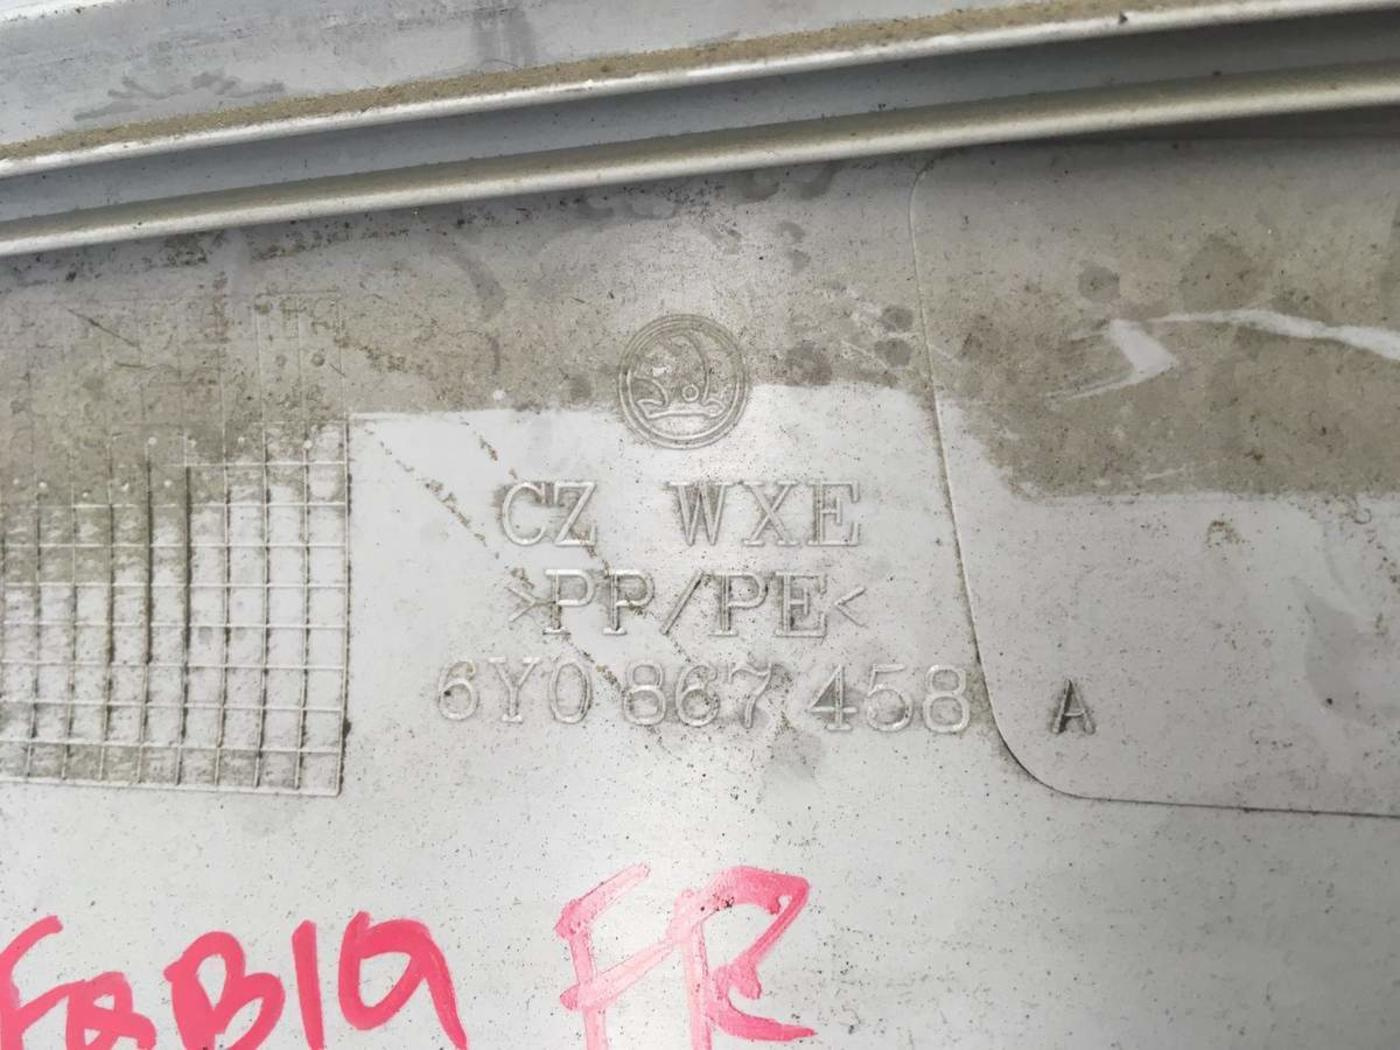 CZ WXE
>PP/PE<
6Y0 867 458 A
FABIA FR